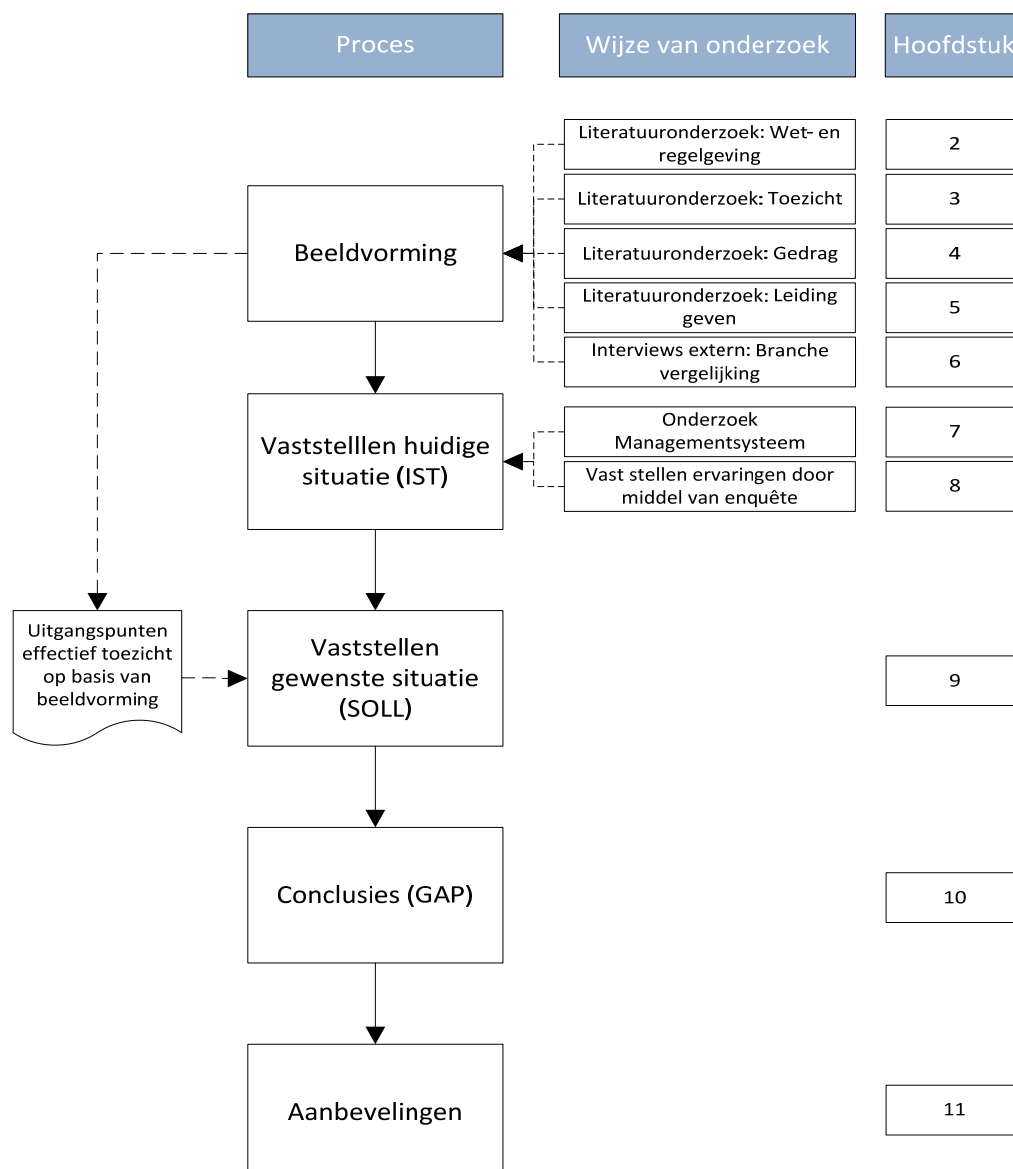 Proces
Wijze van onderzoek
Hoofdstuk
Literatuuronderzoek: Wet- en
regelgeving
2
Literatuuronderzoek: Toezicht
3
Beeldvorming
Literatuuronderzoek: Gedrag
4
Literatuuronderzoek: Leiding
geven
5
Interviews extern: Branche
vergelijking
6
Vaststelllen huidige
situatie (IST)
Onderzoek
Managementsysteem
7
Vast stellen ervaringen door
middel van enquête
8
Uitgangspunten
effectief toezicht
op basis van
beeldvorming
Vaststellen
gewenste situatie
(SOLL)
9
Conclusies (GAP)
10
Aanbevelingen
11